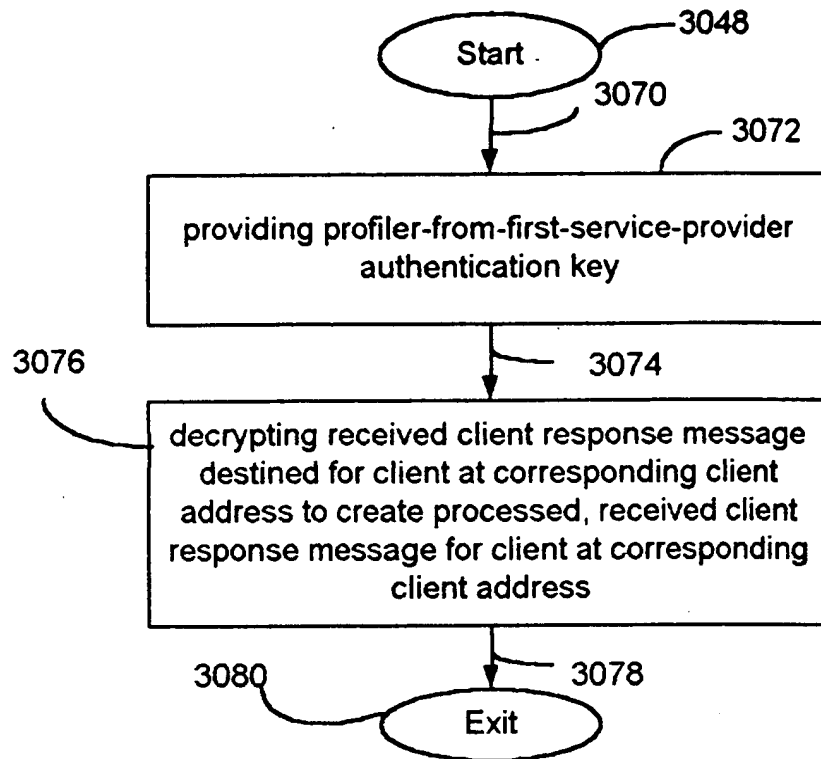 Start
3048
3070
3072
providing profiler-from-first-service-provider
authentication key
3074
3076
decrypting received client response message
destined for client at corresponding client
address to create processed, received client
response message for client at corresponding
client address
3078
3080
Exit